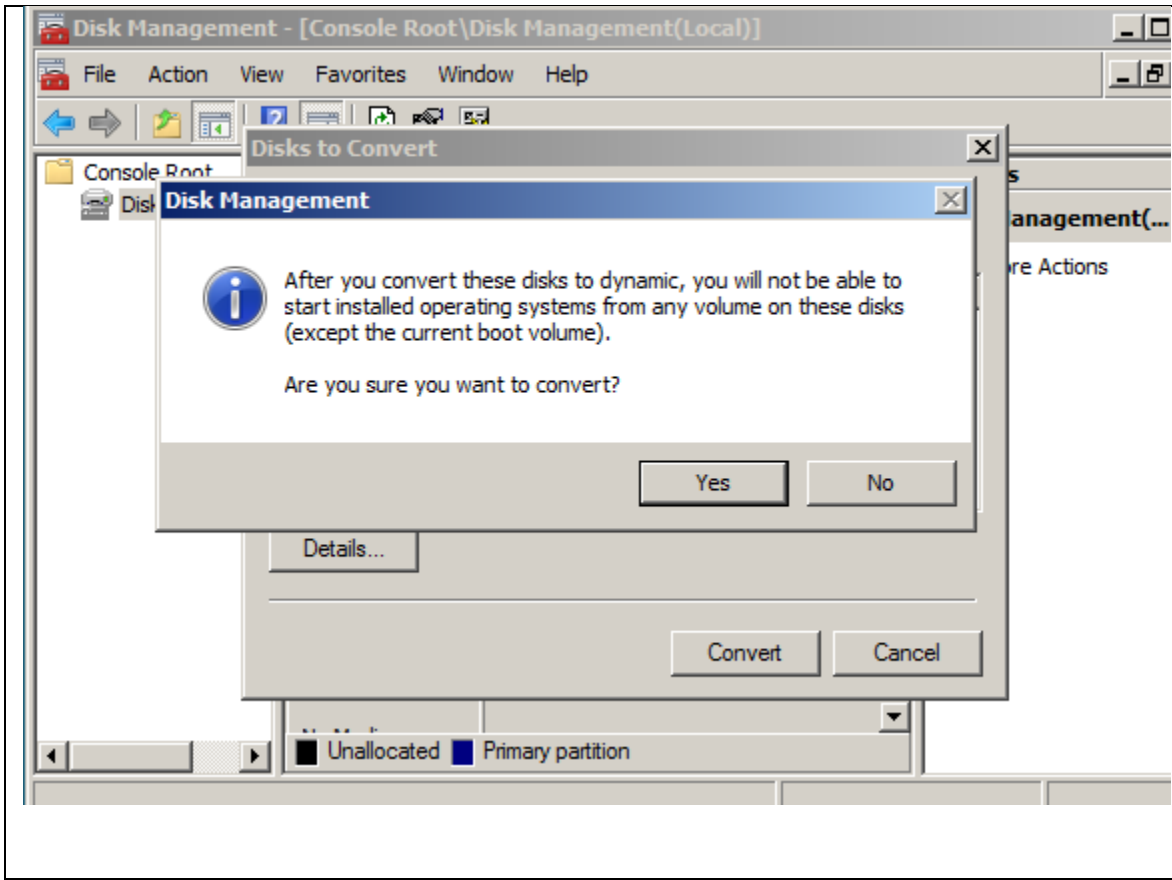 Disk Management - [Console Root\Disk Management(Local)]
File Action View Favorites Window Help
Disks to Convert
Console Root
Disk Management
anagement(...
After you convert these disks to dynamic, you will not be able to
start installed operating systems from any volume on these disks
(except the current boot volume).
Are you sure you want to convert?
Actions
Yes No
Details...
Convert Cancel
Unallocated Primary partition